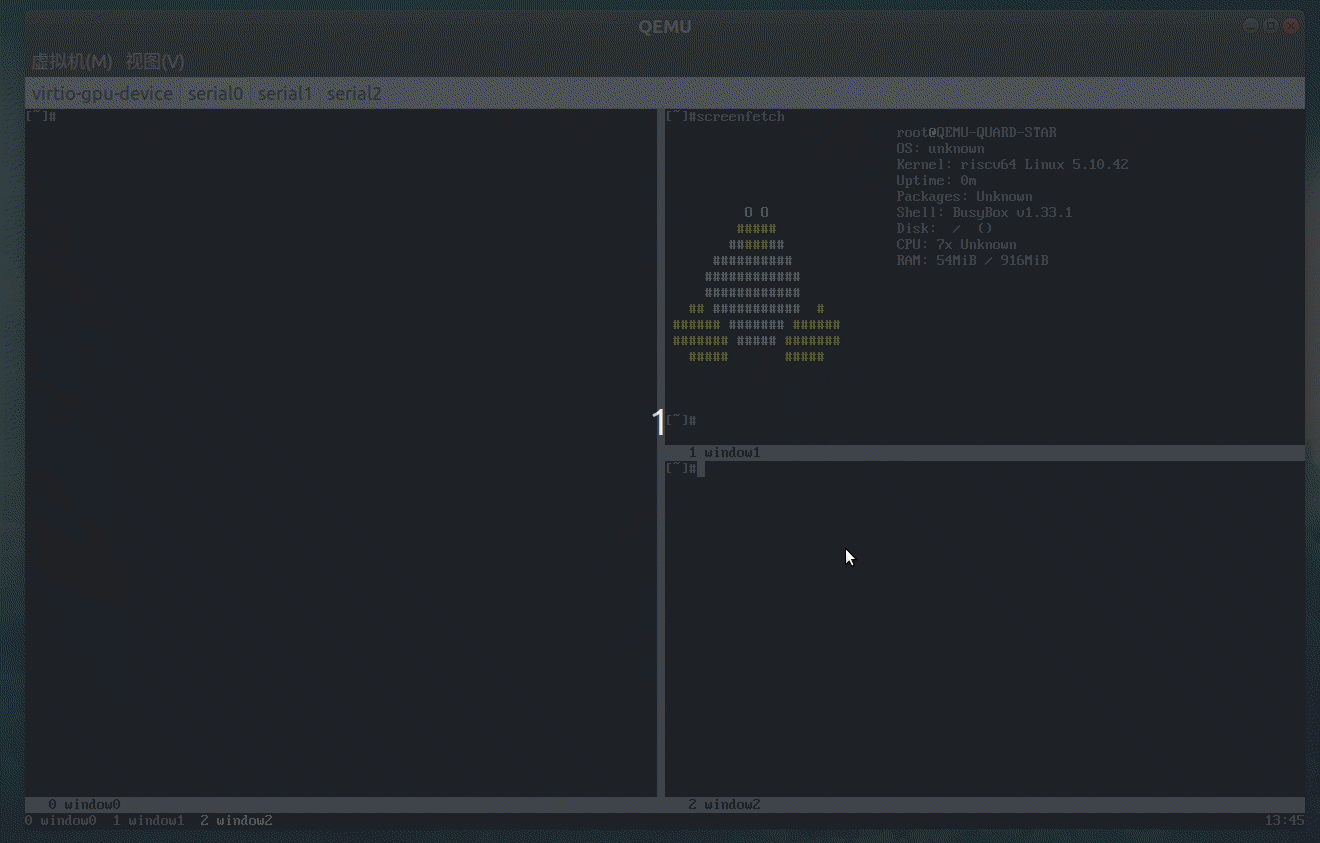 QEMU
虚拟机(M) 视图(V)
virtio-gpu-device serial0 serial1 serial2
[~]#
[~]#screenfetch
root@QEMU-QUARD-STAR
OS: unknown
Kernel: riscv64 Linux 5.10.42
Uptime: 0m
Packages: Unknown
O O Shell: BusyBox v1.33.1
##### Disk: / ()
####### CPU: 7x Unknown
########## RAM: 54MiB / 916MiB
############
############
## ########### #
###### ####### ######
####### ##### #######
##### #####
1
[~]#
1 window1
[~]#
0 window0
2 window2
0 window0 1 window1 2 window2 13:45